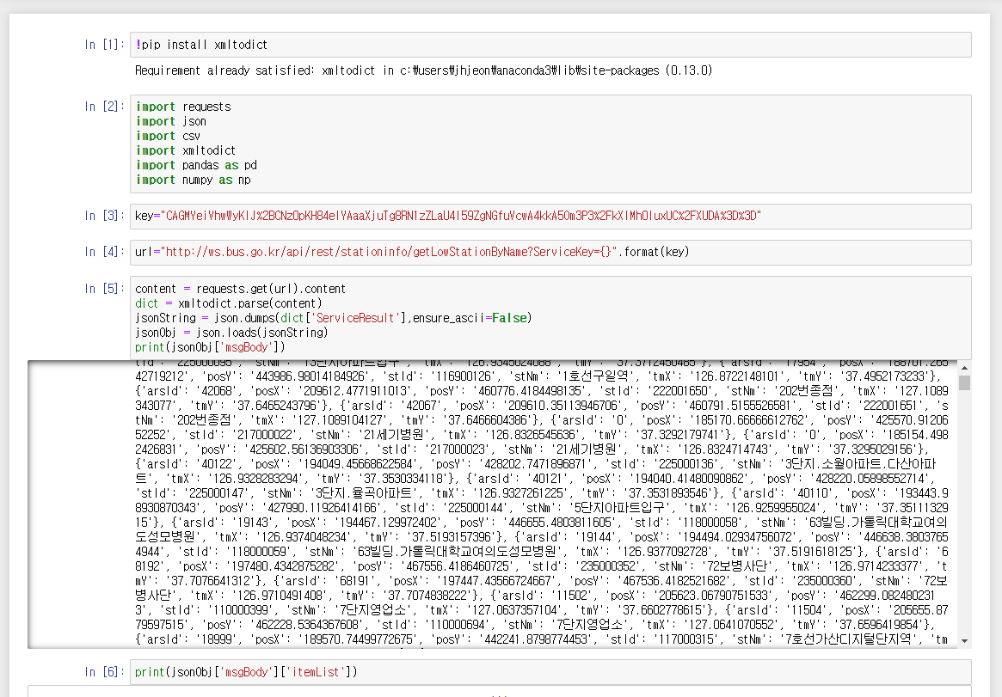 In [1]: !pip install xmltodict
Requirement already satisfied: xmltodict in c:₩users₩jhjeon₩anaconda3₩lib₩site-packages (0.13.0)
In [2]: import requests
import json
import csv
import xmltodict
import pandas as pd
import numpy as np
In [3]:
In [4]: url="http://ws.bus.go.kr/api/rest/stationinfo/getLowStationByName?ServiceKey={}".format(key)
In [5]: content = requests.get(url).content
dict = xmltodict.parse(content)
jsonString = json.dumps(dict['ServiceResult'],ensure_ascii=False)
jsonObj = json.loads(jsonString)
print(jsonObj['msgBody'])
42719212', 'posY': '443986.98014184926', 'stId': '116900126', 'stNm': '1호선구일역', 'tmX': '126.8722148101', 'tmY': '37.4952173233'},
{'arsId': '42068', 'posX': '209612.4771911013', 'posY': '460776.4184498135', 'stId': '222001650', 'stNm': '202번종점', 'tmX': '127.1089
343077', 'tmY': '37.6465243796'}, {'arsId': '42067', 'posX': '209610.35113946706', 'posY': '460791.5155526581', 'stId': '222001651', 's
tNm': '202번종점', 'tmX': '127.1089104127', 'tmY': '37.6466604386'}, {'arsId': '0', 'posX': '185170.66666612762', 'posY': '425570.91206
52252', 'stId': '217000022', 'stNm': '21세기병원', 'tmX': '126.8326545636', 'tmY': '37.3292179741'}, {'arsId': '0', 'posX': '185154.498
2426831', 'posY': '425602.56136903306', 'stId': '217000023', 'stNm': '21세기병원', 'tmX': '126.8324714743', 'tmY': '37.3295029156'},
{'arsId': '40122', 'posX': '194049.45668622584', 'posY': '428202.7471896871', 'stId': '225000136', 'stNm': '3단지.소월아파트.다산아파
트', 'tmX': '126.9328283294', 'tmY': '37.3530334118'}, {'arsId': '40121', 'posX': '194040.41480090862', 'posY': '428220.05898552714',
'stId': '225000147', 'stNm': '3단지.율곡아파트', 'tmX': '126.9327261225', 'tmY': '37.3531893546'}, {'arsId': '40110', 'posX': '193443.9
8930870343', 'posY': '427990.11926414166', 'stId': '225000144', 'stNm': '5단지아파트입구', 'tmX': '126.9259955024', 'tmY': '37.35111329
15'}, {'arsId': '19143', 'posX': '194467.129972402', 'posY': '446655.4803811605', 'stId': '118000058', 'stNm': '63빌딩.가톨릭대학교여의
도성모병원', 'tmX': '126.9374048234', 'tmY': '37.5193157396'}, {'arsId': '19144', 'posX': '194494.02934756072', 'posY': '446638.3803765
4944', 'stId': '118000059', 'stNm': '63빌딩.가톨릭대학교여의도성모병원', 'tmX': '126.9377092728', 'tmY': '37.5191618125'}, {'arsId': '6
8192', 'posX': '197480.4342875282', 'posY': '467556.4186460725', 'stId': '235000352', 'stNm': '72보병사단', 'tmX': '126.9714233377', 't
mY': '37.7076641312'}, {'arsId': '68191', 'posX': '197447.43566724667', 'posY': '467536.4182521682', 'stId': '235000360', 'stNm': '72보
병사단', 'tmX': '126.9710491408', 'tmY': '37.7074838222'}, {'arsId': '11502', 'posX': '205623.06790751533', 'posY': '462299.082480231
3', 'stId': '110000399', 'stNm': '7단지영업소', 'tmX': '127.0637357104', 'tmY': '37.6602778615'}, {'arsId': '11504', 'posX': '205655.87
79597515', 'posY': '462228.5364367608', 'stId': '110000694', 'stNm': '7단지영업소', 'tmX': '127.0641070552', 'tmY': '37.6596419854'},
{'arsId': '18999', 'posX': '189570.74499772675', 'posY': '442241.8798774453', 'stId': '117000315', 'stNm': '7호선가산디지털단지역', 'tm
In [6]: print(jsonObj['msgBody']['itemList'])